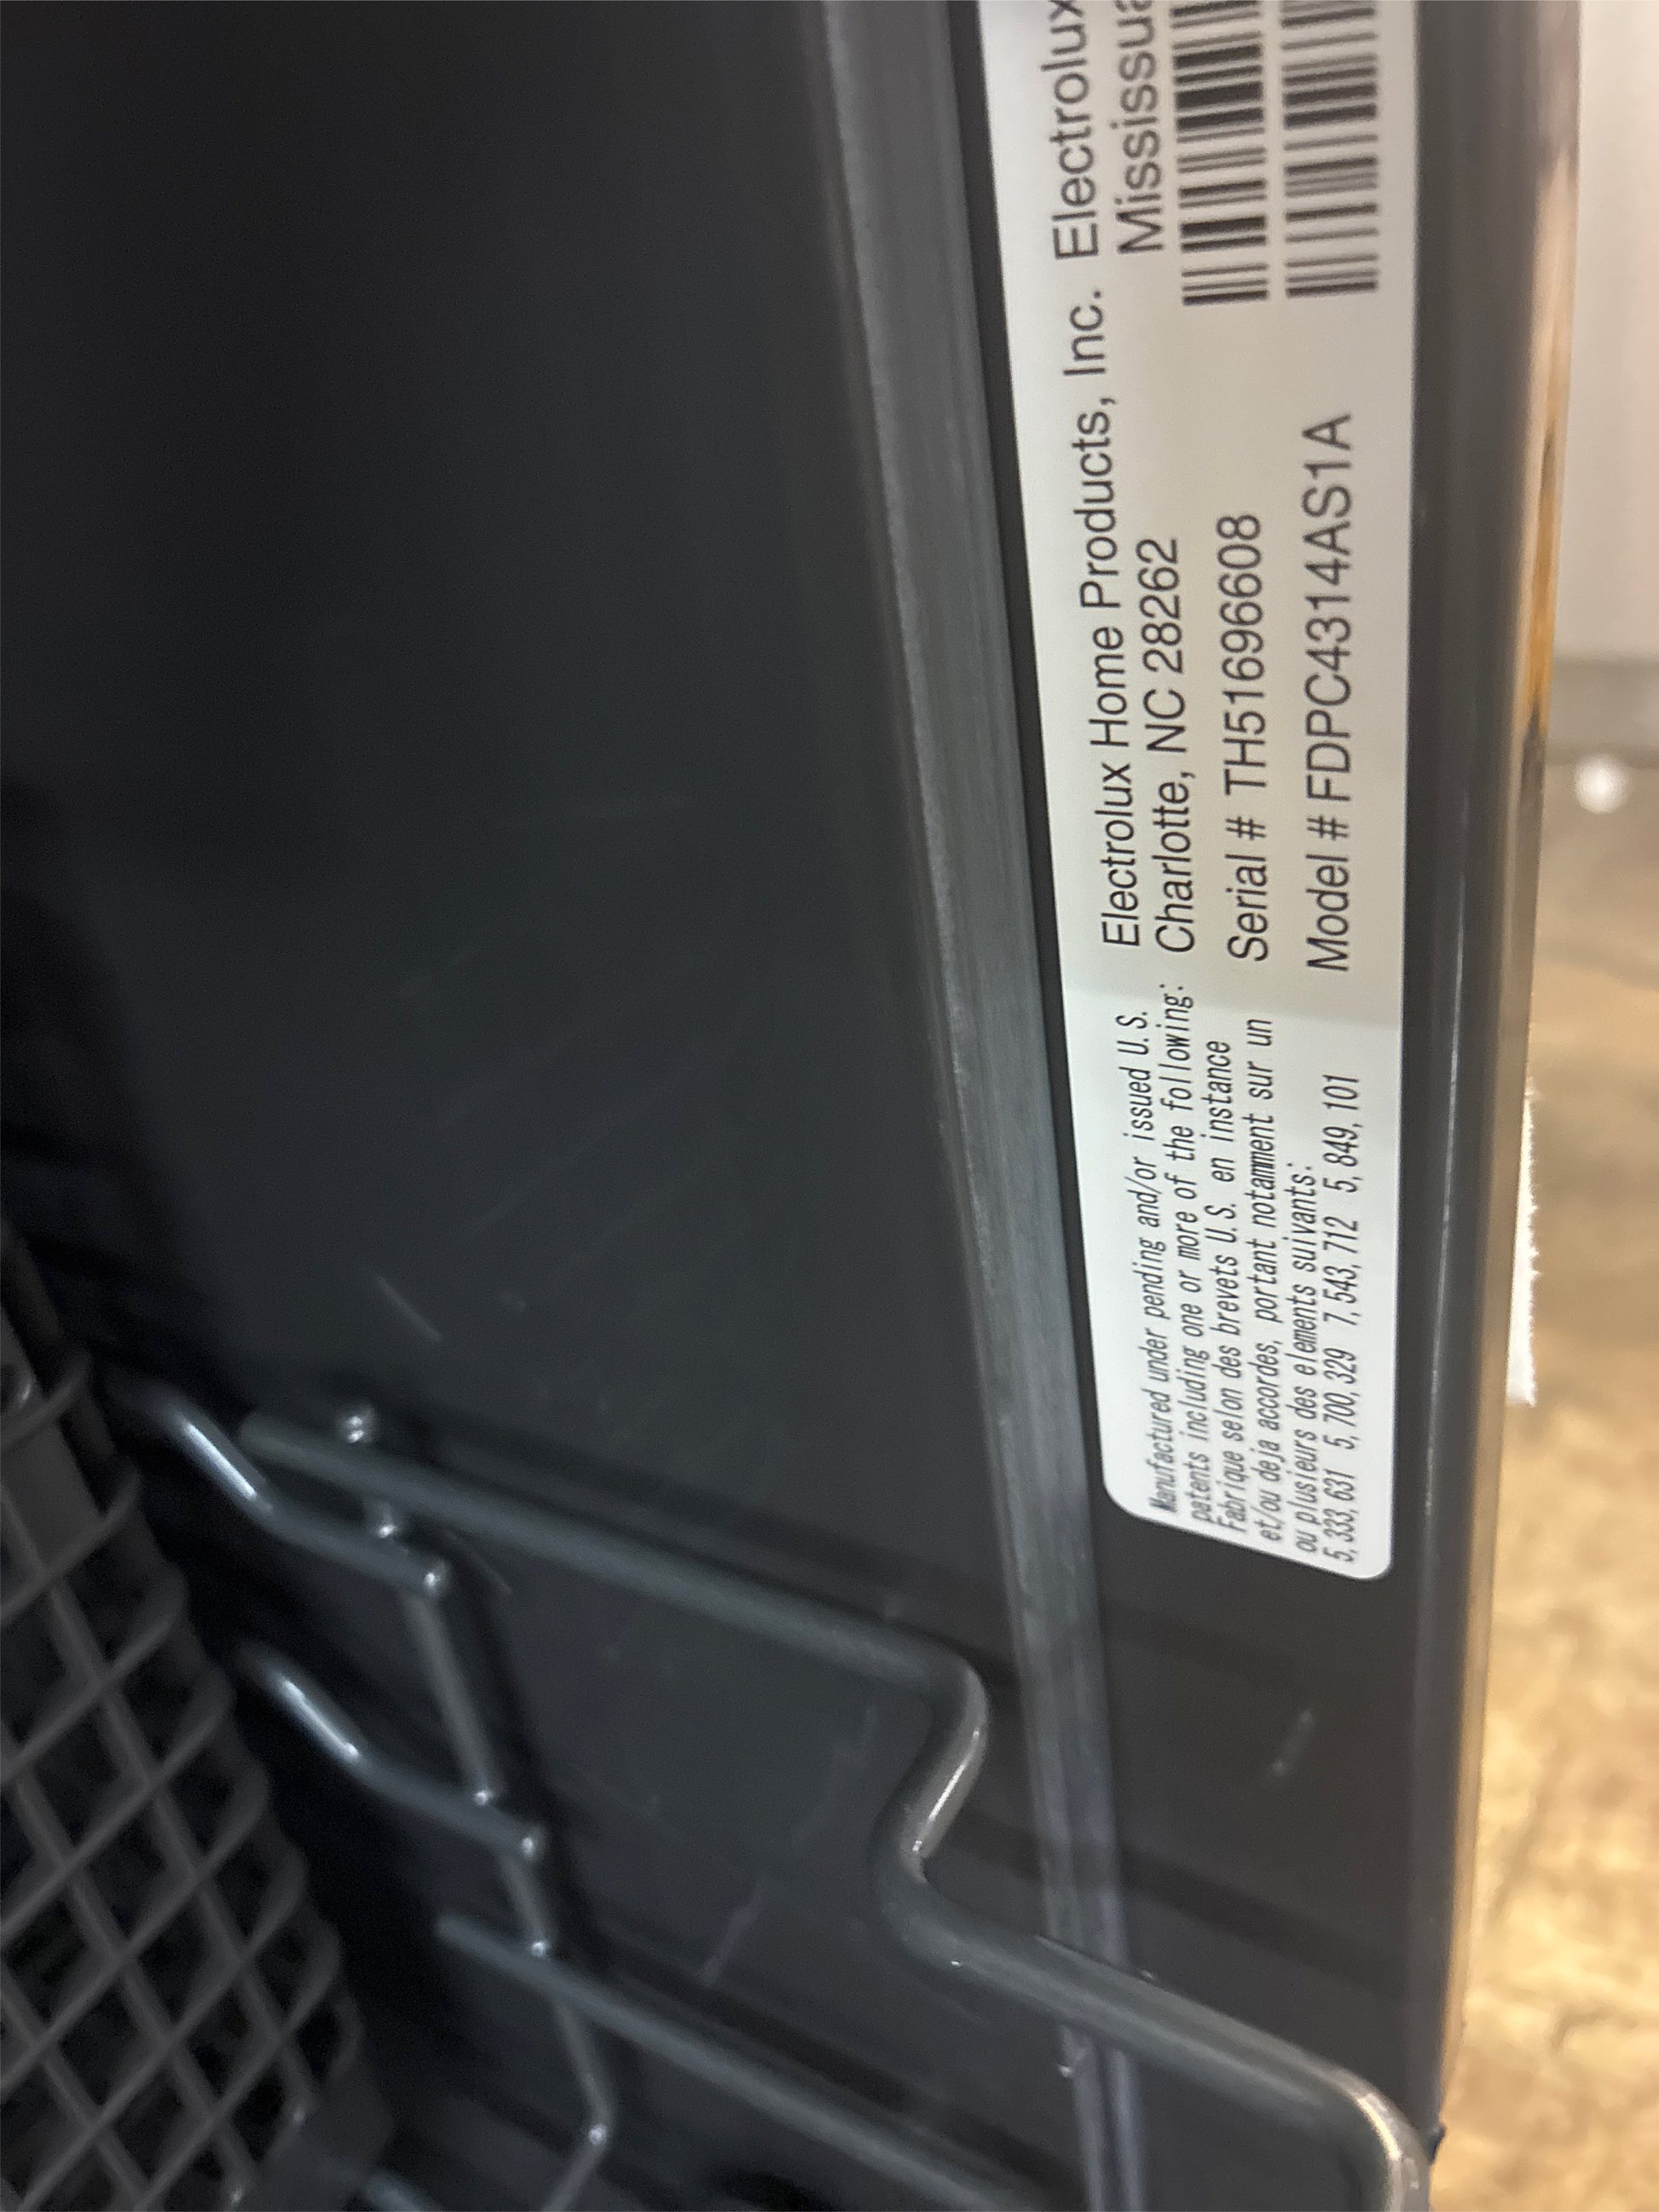 Manufactured under pending and/or issued U.S.
patents including one or more of the following:
Fabrique selon des brevets U.S. en instance
et/ou deja accordes, portant notamment sur un
ou plusieurs des elements suivants:
5,333,631 5,700,329 7,543,712 5,849,101
Electrolux Home Products, Inc.
Charlotte, NC 28262
Serial # TH51696608
Model # FDPC4314AS1A
Electrolux